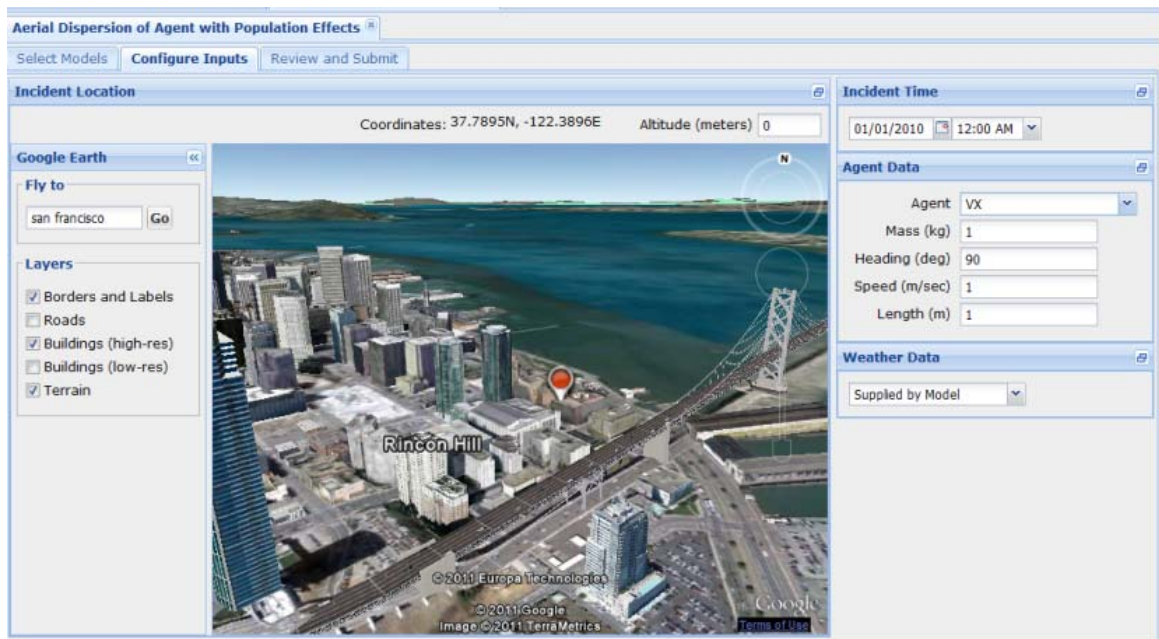 Aerial Dispersion of Agent with Population Effects
Select Models
Configure Inputs
Review and Submit
Incident Location
Coordinates: 37.7895N, -122.3896E
Altitude (meters) 0
Google Earth
Fly to
san francisco Go
Layers
Borders and Labels
Roads
Buildings (high-res)
Buildings (low-res)
Terrain
N
Rincon Hill
© 2011 Europa Technologies
© 2011 Google
Image © 2011 TerraMetrics
Google
Terms of Use
Incident Time
01/01/2010 12:00 AM
Agent Data
Agent VX
Mass (kg) 1
Heading (deg) 90
Speed (m/sec) 1
Length (m) 1
Weather Data
Supplied by Model